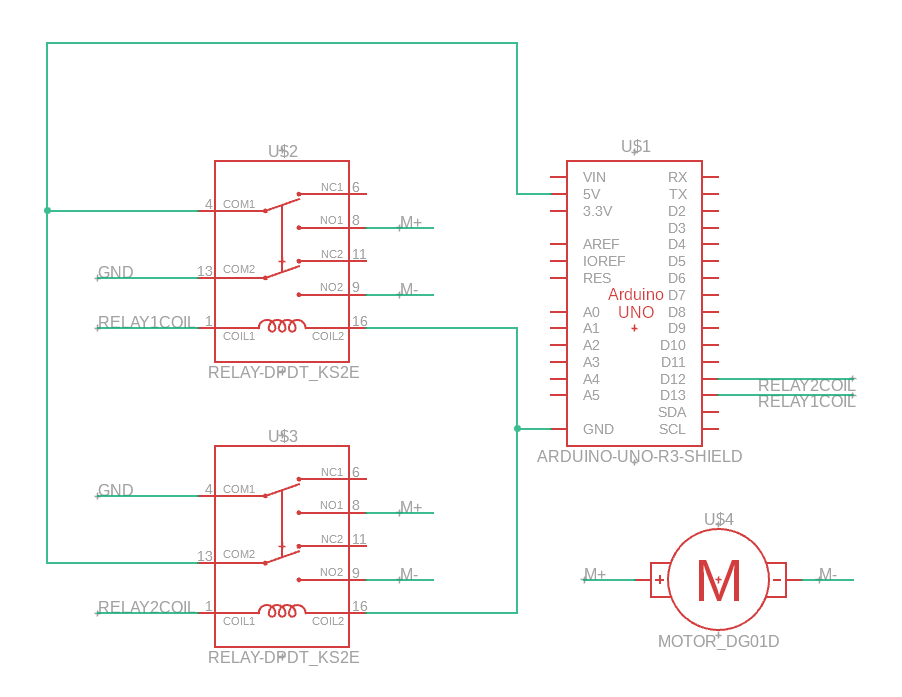 U$2
4 COM1
NC1 6
NO1 8 M+
GND 13 COM2
NC2 11
NO2 9 M-
RELAY1COIL 1 COIL1
COIL2 16
RELAY-DPDT_KS2E
U$3
GND 4 COM1
NC1 6
NO1 8 M+
13 COM2
NC2 11
NO2 9 M-
RELAY2COIL 1 COIL1
COIL2 16
RELAY-DPDT_KS2E
U$1
VIN RX
5V TX
3.3V D2
D3
AREF D4
IOREF D5
RES D6
Arduino D7
A0 UNO D8
A1 D9
A2 D10
A3 D11
A4 D12 RELAY2COIL
A5 D13 RELAY1COIL
SDA
GND SCL
ARDUINO-UNO-R3-SHIELD
U$4
M+ + M - M-
MOTOR_DG01D